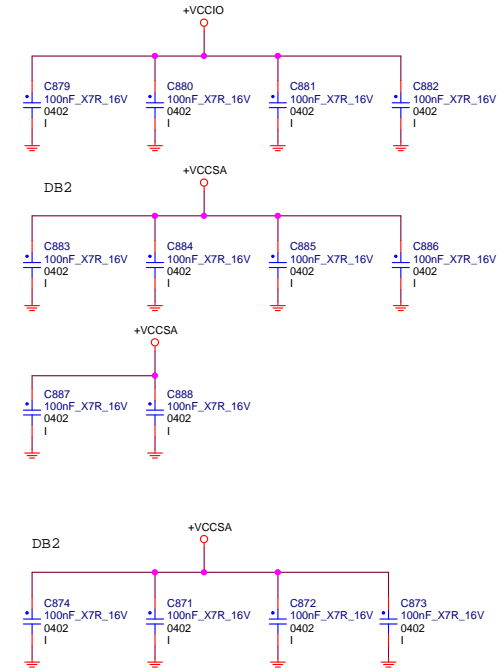 +VCCIO
C879 C880 C881 C882
100nF_X7R_16V 100nF_X7R_16V 100nF_X7R_16V 100nF_X7R_16V
0402 0402 0402 0402
I I I I
DB2
+VCCSA
C883 C884 C885 C886
100nF_X7R_16V 100nF_X7R_16V 100nF_X7R_16V 100nF_X7R_16V
0402 0402 0402 0402
I I I I
+VCCSA
C887 C888
100nF_X7R_16V 100nF_X7R_16V
0402 0402
I I
+VCCSA
DB2
C874 C871 C872 C873
100nF_X7R_16V 100nF_X7R_16V 100nF_X7R_16V 100nF_X7R_16V
0402 0402 0402 0402
I I I I